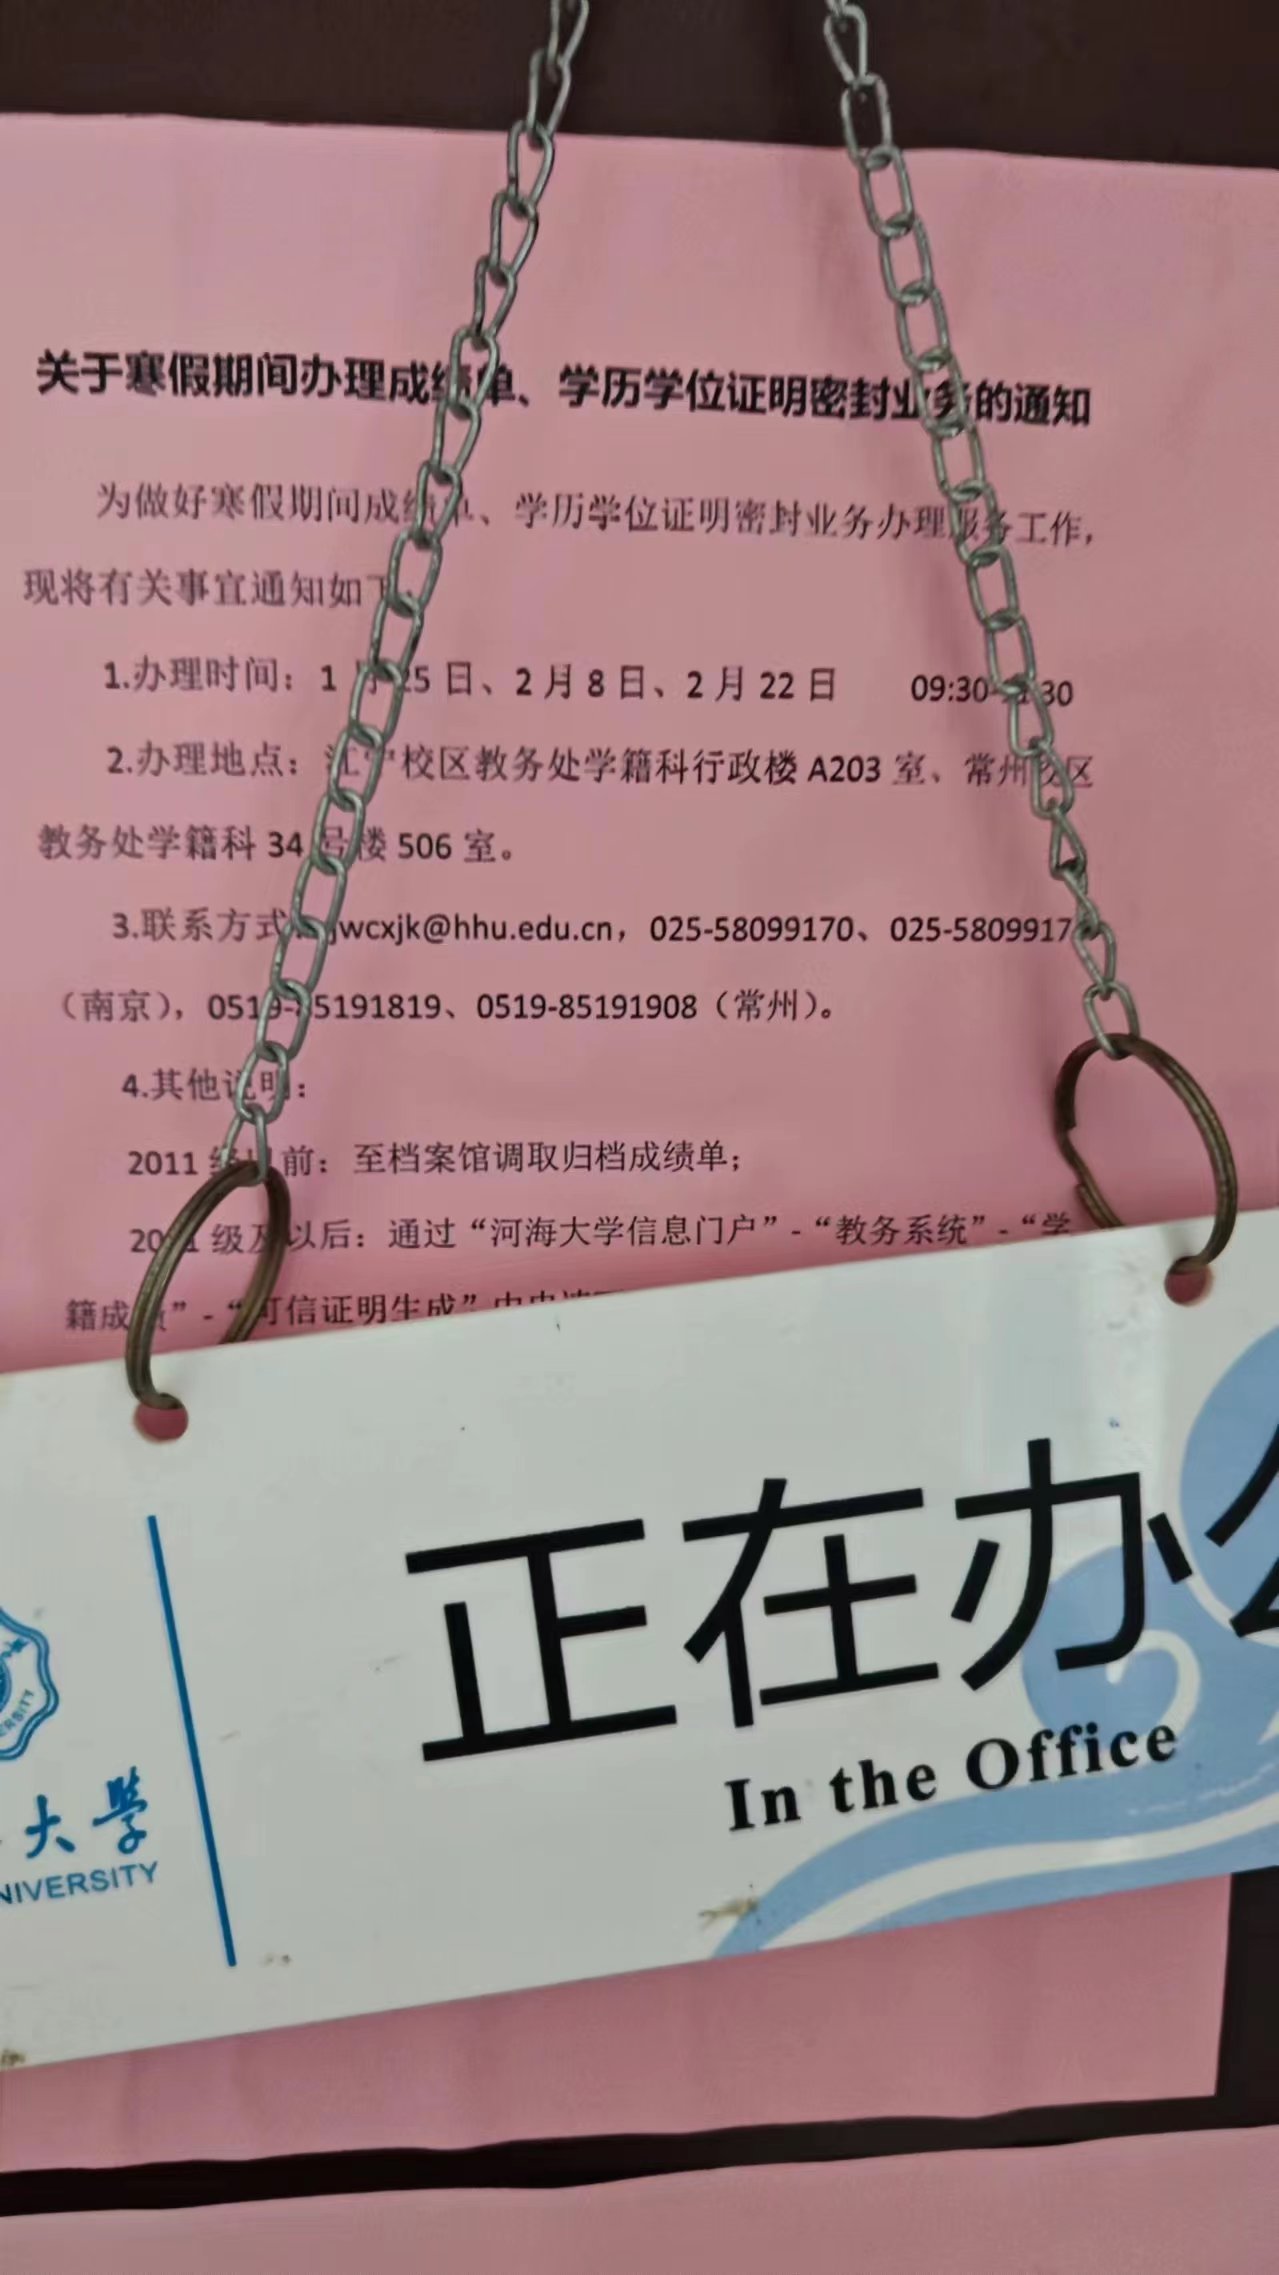 关于寒假期间办理成绩单、学历学位证明密封业务的通知
为做好寒假期间成绩单、学历学位证明密封业务办理服务工作，
现将有关事宜通知如下
1.办理时间：1月25日、2月8日、2月22日 09:30-
2.办理地点：江宁校区教务处学籍科行政楼A203室、常州校区
教务处学籍科34号楼506室。
3.联系方式：jwcxjk@hhu.edu.cn，025-58099170、025-5809917
（南京），0519-85191819、0519-85191908（常州）。
4.其他说明：
2011级以前：至档案馆调取归档成绩单；
2011级及以后：通过“河海大学信息门户”-“教务系统”-“学
籍成绩”-“可信证明生成”中申请
正在办公
In the Office
大学
NIVERSITY